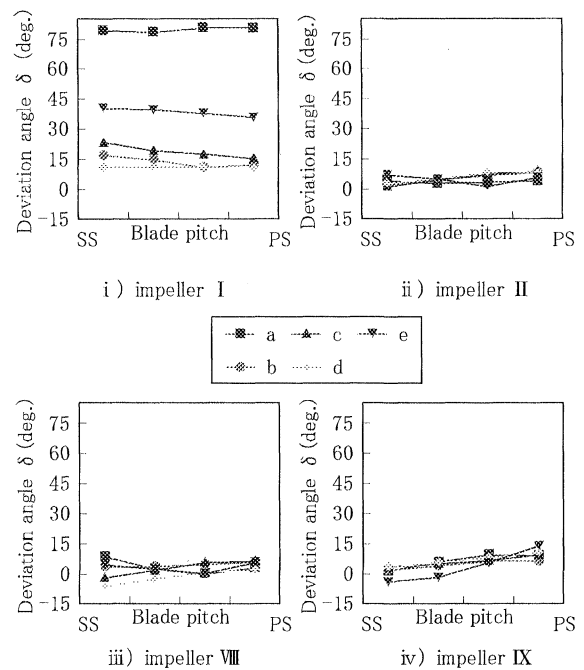 Deviation angle δ (deg.)
75
60
45
30
15
0
-15
SS Blade pitch PS
i) impeller I
Deviation angle δ (deg.)
75
60
45
30
15
0
-15
SS Blade pitch PS
ii) impeller II
a c e
b d
Deviation angle δ (deg.)
75
60
45
30
15
0
-15
SS Blade pitch PS
iii) impeller Ⅷ
Deviation angle δ (deg.)
75
60
45
30
15
0
-15
SS Blade pitch PS
iv) impeller Ⅸ